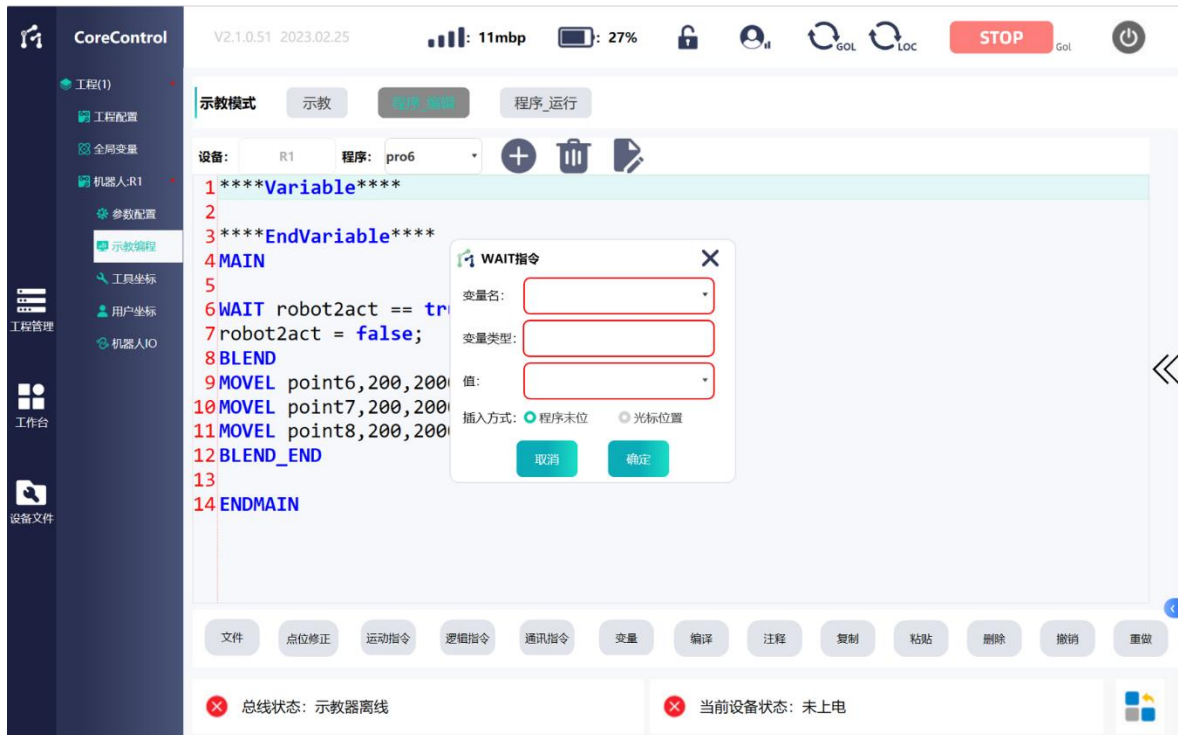 CoreControl
V2.1.0.51 2023.02.25
: 11mbp
: 27%
GOL
LOC
STOP
Gol
工程(1)
工程配置
全局变量
机器人:R1
参数配置
示教编程
工具坐标
用户坐标
机器人IO
工程管理
工作台
设备文件
示教模式
示教
程序_编辑
程序_运行
设备:
R1
程序:
pro6
1 ****Variable****
2
3 ****EndVariable****
4 MAIN
5
6 WAIT robot2act == tru
7 robot2act = false;
8 BLEND
9 MOVEL point6,200,200
10 MOVEL point7,200,200
11 MOVEL point8,200,200
12 BLEND_END
13
14 ENDMAIN
WAIT指令
变量名:
变量类型:
值:
插入方式: 程序末位 光标位置
取消 确定
文件 点位修正 运动指令 逻辑指令 通讯指令 变量 编译 注释 复制 粘贴 删除 撤销 重做
总线状态: 示教器离线
当前设备状态: 未上电